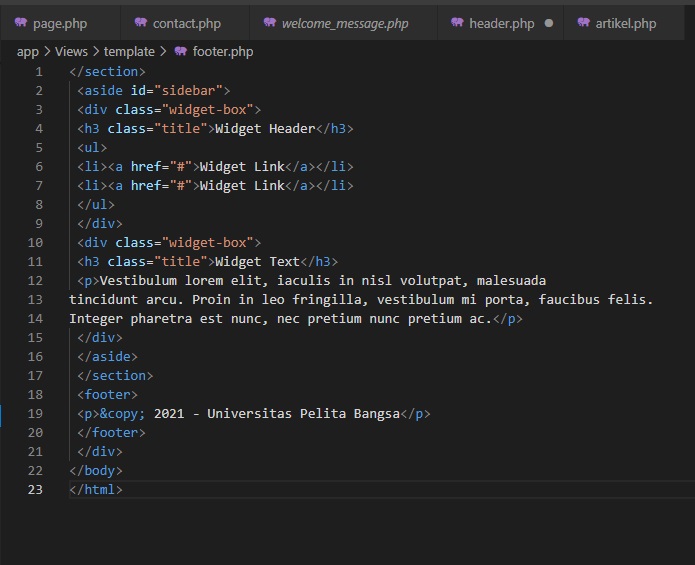 page.php contact.php welcome_message.php header.php artikel.php
app > Views > template > footer.php
1 </section>
2 <aside id="sidebar">
3 <div class="widget-box">
4 <h3 class="title">Widget Header</h3>
5 <ul>
6 <li><a href="#">Widget Link</a></li>
7 <li><a href="#">Widget Link</a></li>
8 </ul>
9 </div>
10 <div class="widget-box">
11 <h3 class="title">Widget Text</h3>
12 <p>Vestibulum lorem elit, iaculis in nisl volutpat, malesuada
13 tincidunt arcu. Proin in leo fringilla, vestibulum mi porta, faucibus felis.
14 Integer pharetra est nunc, nec pretium nunc pretium ac.</p>
15 </div>
16 </aside>
17 </section>
18 <footer>
19 <p>&copy; 2021 - Universitas Pelita Bangsa</p>
20 </footer>
21 </div>
22 </body>
23 </html>